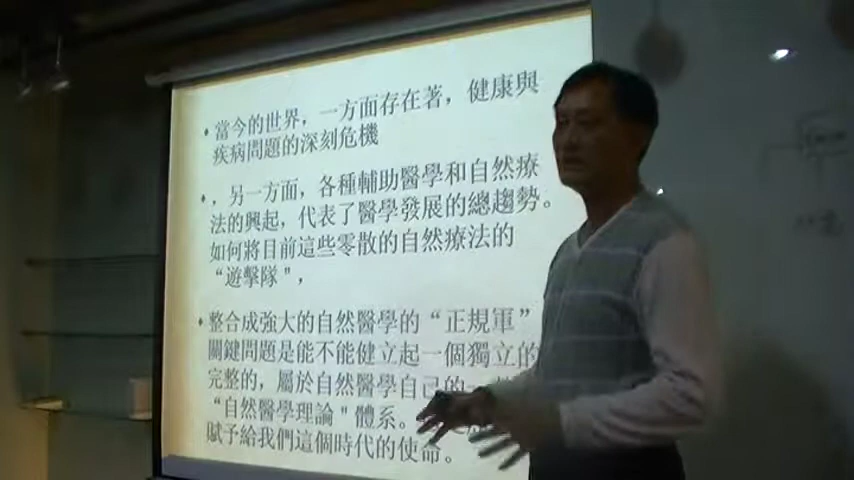 •當今的世界，一方面存在著，健康與
疾病問題的深刻危機
•，另一方面，各種輔助醫學和自然療
法的興起，代表了醫學發展的總趨勢。
如何將目前這些零散的自然療法的
“遊擊隊"，
•整合成強大的自然醫學的“正規軍”
關鍵問題是能不能健立起一個獨立的
完整的，屬於自然醫學自己的一
“自然醫學理論"體系。
賦予給我們這個時代的使命。